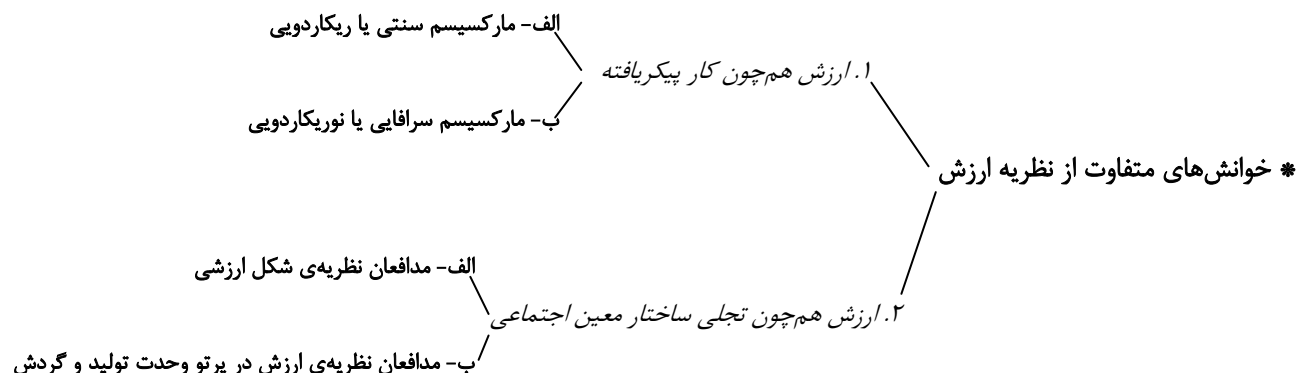 الف- مارکسیسم سنتی یا ریکاردویی
۱. ارزش هم‌چون کار پیکریافته
ب- مارکسیسم سرافایی یا نوریکاردویی
* خوانش‌های متفاوت از نظریه ارزش
الف- مدافعان نظریه‌ی شکل ارزشی
۲. ارزش هم‌چون تجلی ساختار معین اجتماعی
ب- مدافعان نظریه‌ی ارزش در پرتو وحدت تولید و گردش